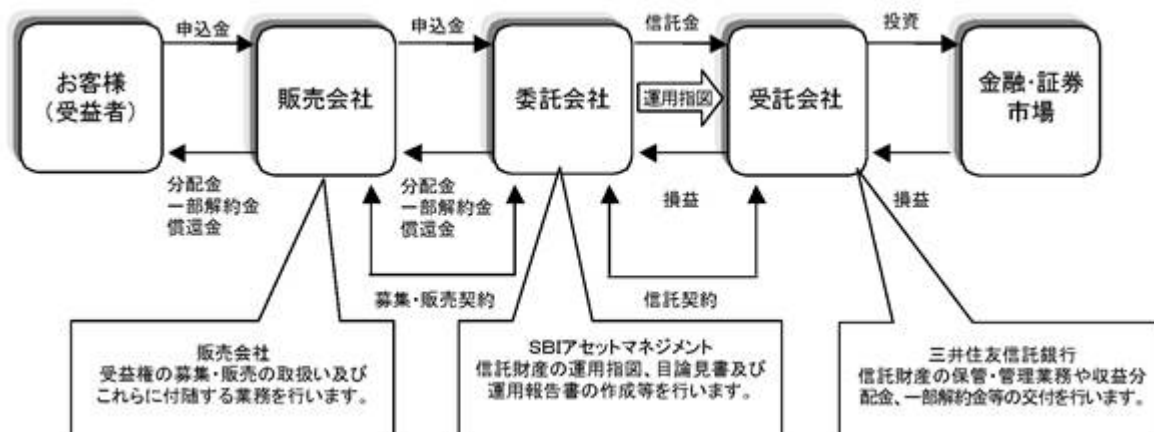 申込金
申込金
信託金
投資
お客様
(受益者)
販売会社
委託会社
運用指図
受託会社
金融・証券
市場
分配金
一部解約金
償還金
分配金
一部解約金
償還金
損益
損益
募集・販売契約
信託契約
販売会社
受益権の募集・販売の取扱い及び
これらに付随する業務を行います。
SBIアセットマネジメント
信託財産の運用指図、目論見書及び
運用報告書の作成等を行います。
三井住友信託銀行
信託財産の保管・管理業務や収益分
配金、一部解約金等の交付を行います。